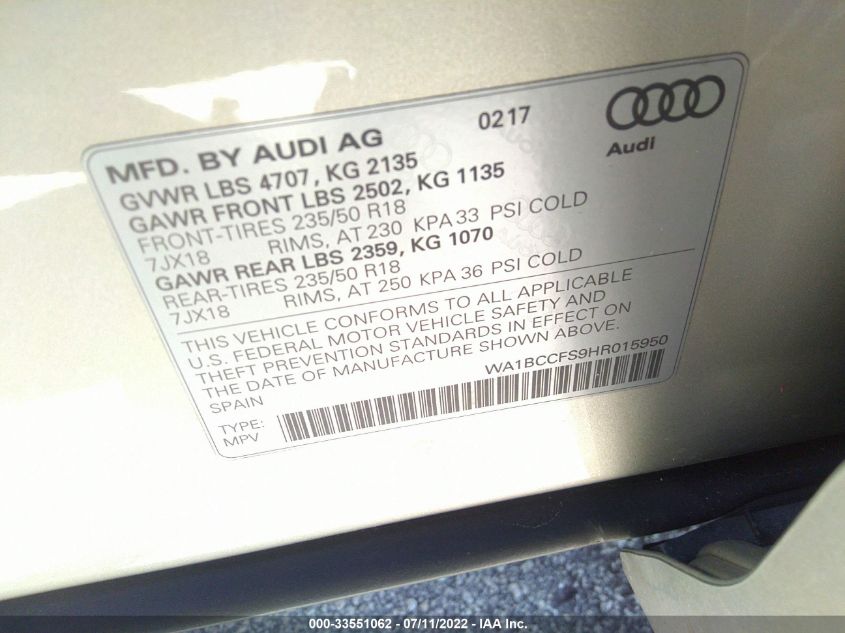 0217
Audi
MFD. BY AUDI AG
GVWR LBS 4707, KG 2135
GAWR FRONT LBS 2502, KG 1135
FRONT-TIRES 235/50 R18
7JX18 RIMS, AT 230 KPA 33 PSI COLD
GAWR REAR LBS 2359, KG 1070
REAR-TIRES 235/50 R18
7JX18 RIMS, AT 250 KPA 36 PSI COLD
THIS VEHICLE CONFORMS TO ALL APPLICABLE
U.S. FEDERAL MOTOR VEHICLE SAFETY AND
THEFT PREVENTION STANDARDS IN EFFECT ON
THE DATE OF MANUFACTURE SHOWN ABOVE.
SPAIN WA1BCCFS9HR015950
TYPE:
MPV
000-33551062 - 07/11/2022 - IAA Inc.